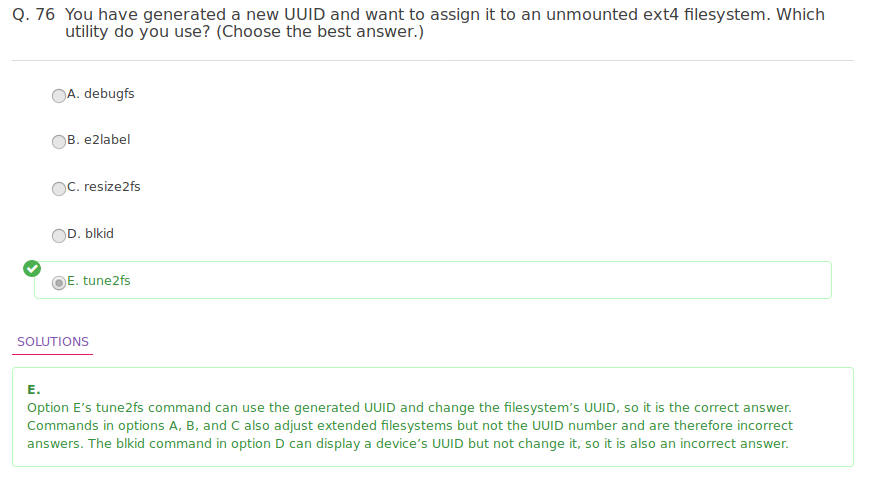 Q. 76 You have generated a new UUID and want to assign it to an unmounted ext4 filesystem. Which
utility do you use? (Choose the best answer.)
A. debugfs
B. e2label
C. resize2fs
D. blkid
E. tune2fs
SOLUTIONS
E.
Option E's tune2fs command can use the generated UUID and change the filesystem's UUID, so it is the correct answer.
Commands in options A, B, and C also adjust extended filesystems but not the UUID number and are therefore incorrect
answers. The blkid command in option D can display a device's UUID but not change it, so it is also an incorrect answer.